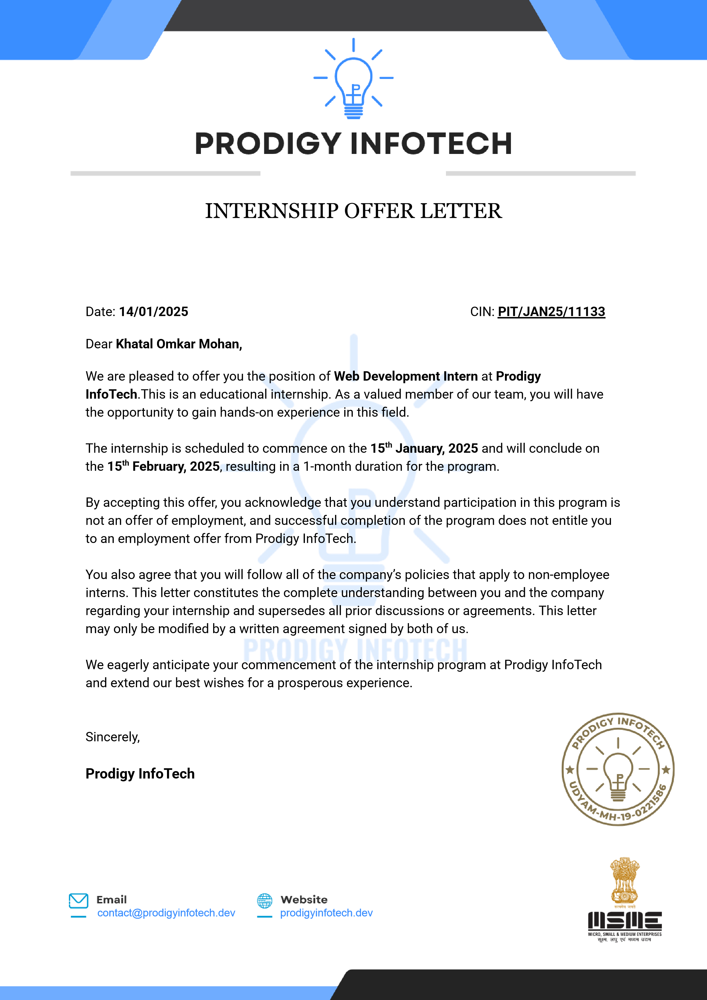 PRODIGY INFOTECH
INTERNSHIP OFFER LETTER
Date: 14/01/2025 CIN: PIT/JAN25/11133
Dear Khatal Omkar Mohan,
We are pleased to offer you the position of Web Development Intern at Prodigy
InfoTech.This is an educational internship. As a valued member of our team, you will have
the opportunity to gain hands-on experience in this field.
The internship is scheduled to commence on the 15th January, 2025 and will conclude on
the 15th February, 2025, resulting in a 1-month duration for the program.
By accepting this offer, you acknowledge that you understand participation in this program is
not an offer of employment, and successful completion of the program does not entitle you
to an employment offer from Prodigy InfoTech.
You also agree that you will follow all of the company’s policies that apply to non-employee
interns. This letter constitutes the complete understanding between you and the company
regarding your internship and supersedes all prior discussions or agreements. This letter
may only be modified by a written agreement signed by both of us.
PRODIGY INFOTECH
We eagerly anticipate your commencement of the internship program at Prodigy InfoTech
and extend our best wishes for a prosperous experience.
Sincerely,
Prodigy InfoTech
PRODIGY INFOTECH
UDYAM-MH-19-0221586
Email
contact@prodigyinfotech.dev
Website
prodigyinfotech.dev
सत्यमेव जयते
MSME
MICRO, SMALL & MEDIUM ENTERPRISES
सूक्ष्म, लघु एवं मध्यम उद्यम